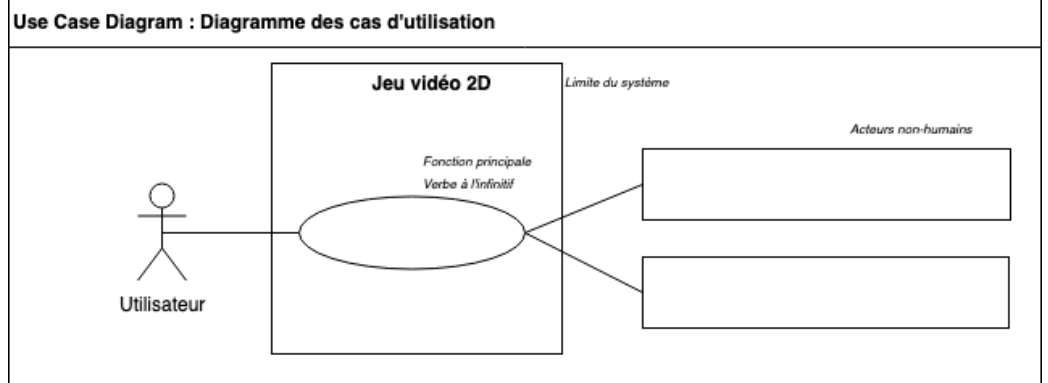 Use Case Diagram : Diagramme des cas d'utilisation
Jeu vidéo 2D
Limite du système
Acteurs non-humains
Fonction principale
Verbe à l'infinitif
Utilisateur